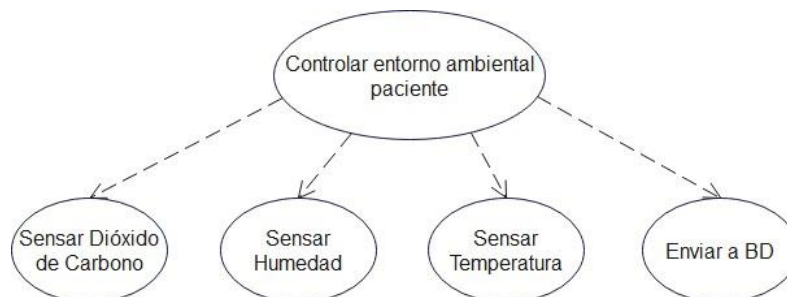 Controlar entorno ambiental
paciente
Sensar Dióxido
de Carbono
Sensar
Humedad
Sensar
Temperatura
Enviar a BD